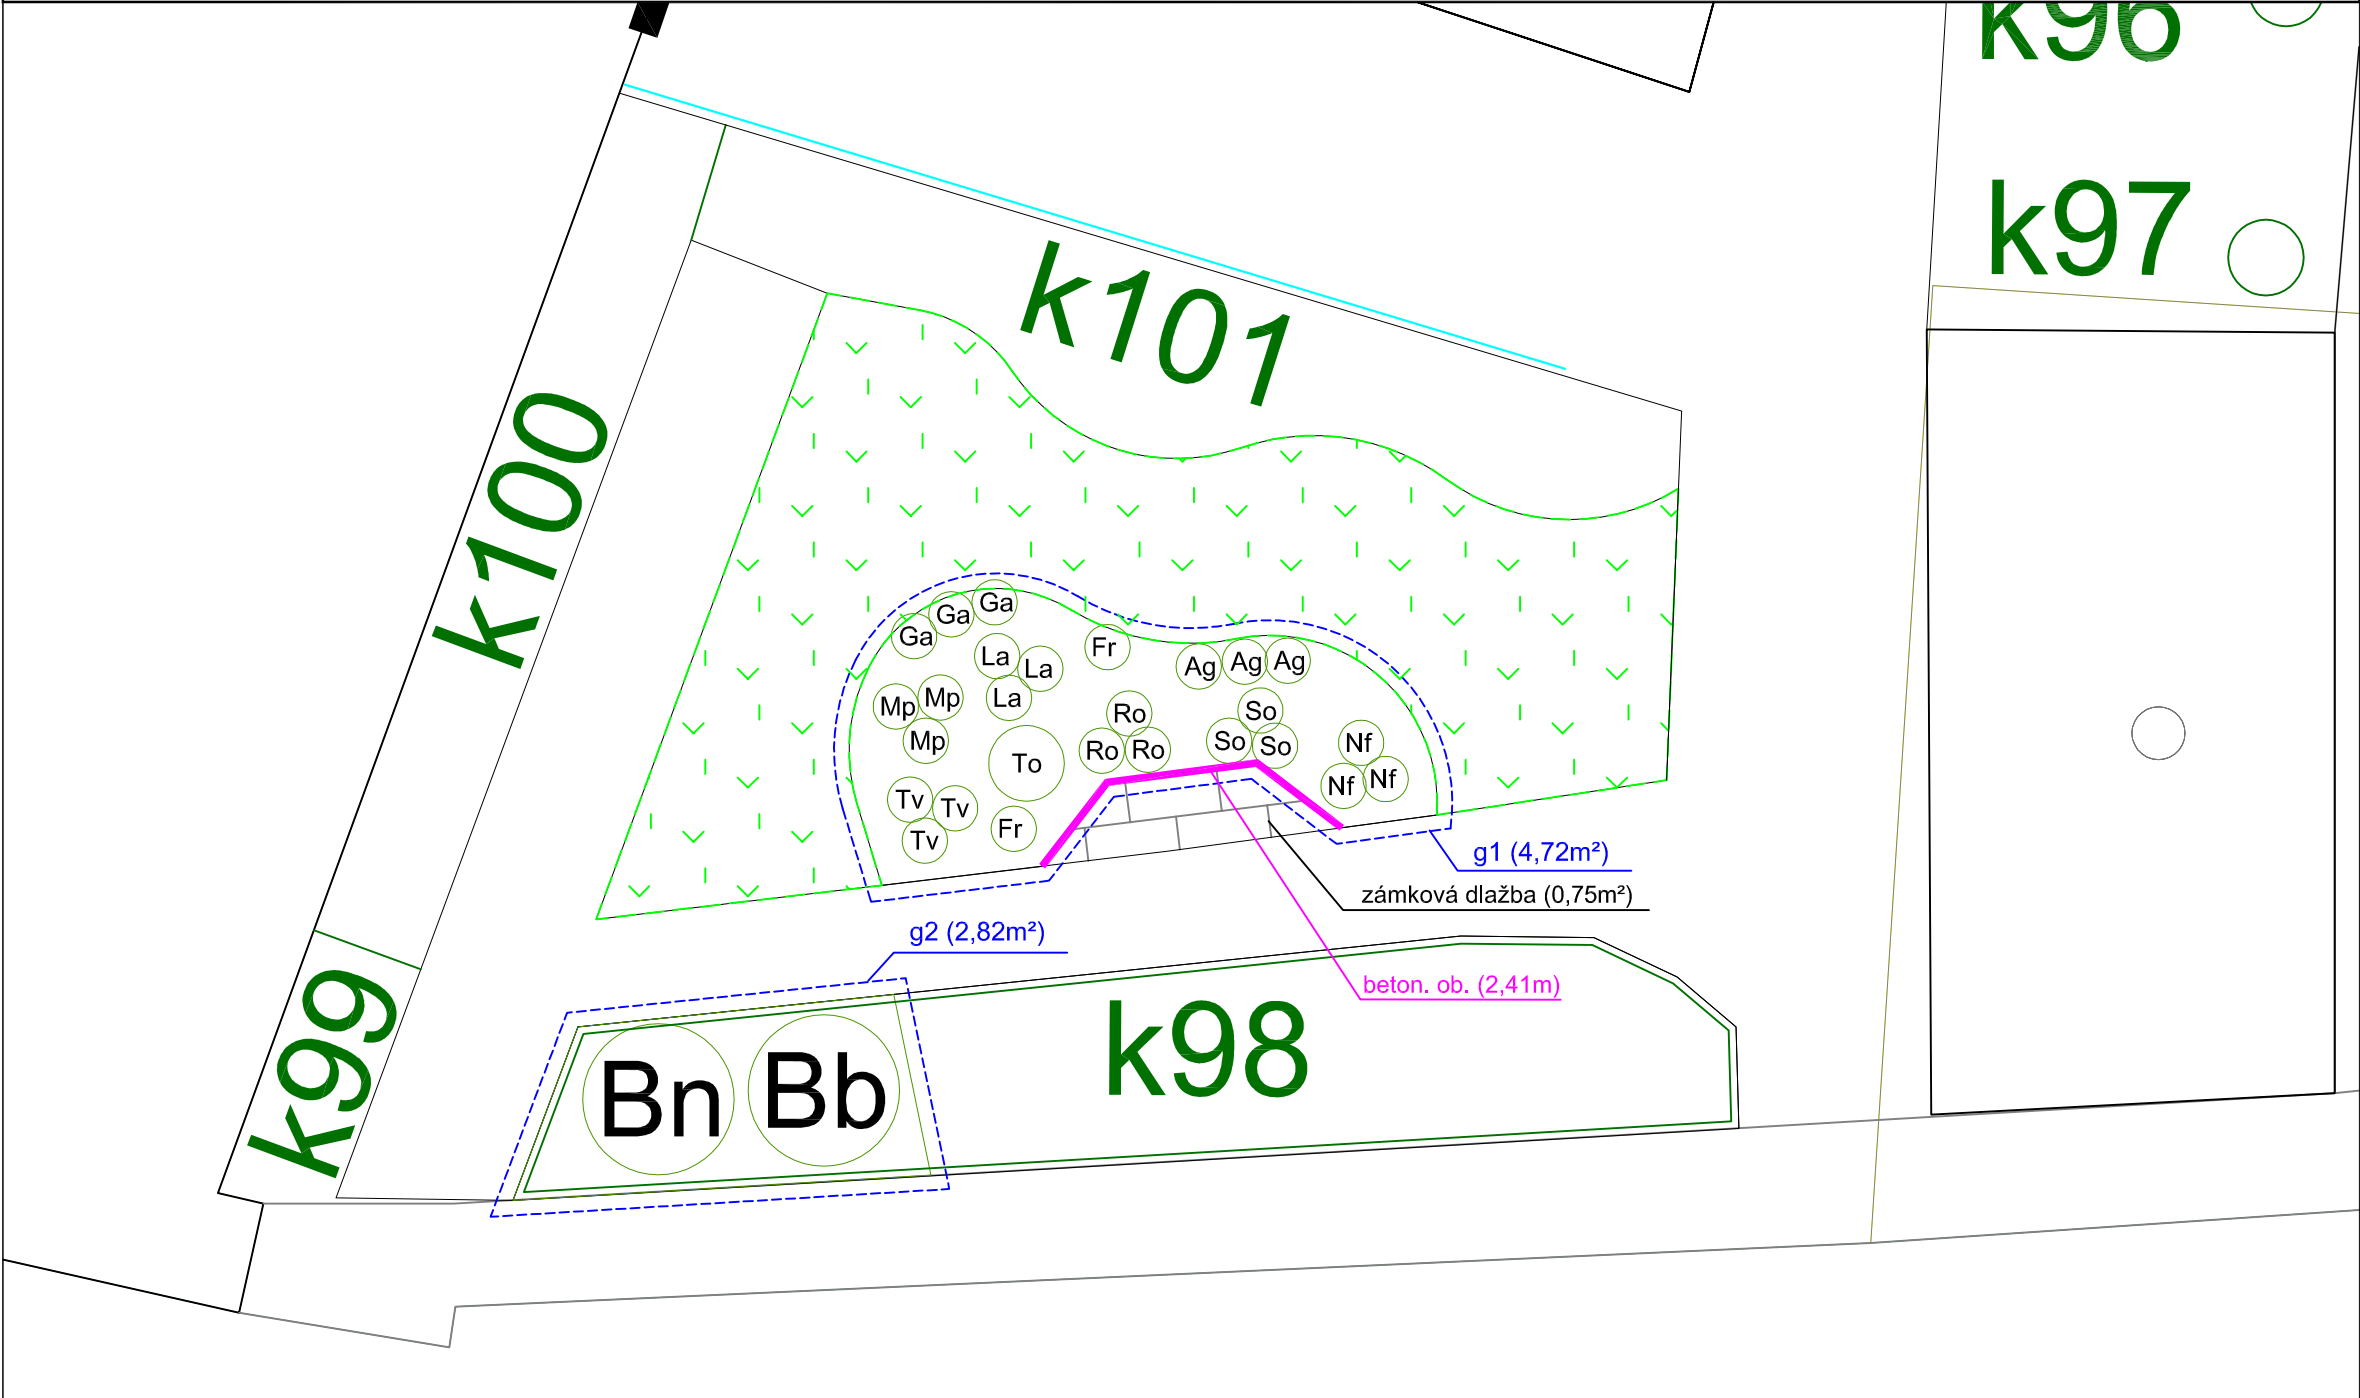 k96
k97
k101
k100
Ga
Ga
Ga
La
La
La
Fr
Ag
Ag
Ag
Mp
Mp
Mp
Ro
Ro
Ro
So
So
So
To
Nf
Nf
Nf
Tv
Tv
Tv
Fr
g1 (4,72m²)
zámková dlažba (0,75m²)
g2 (2,82m²)
beton. ob. (2,41m)
k99
Bn
Bb
k98